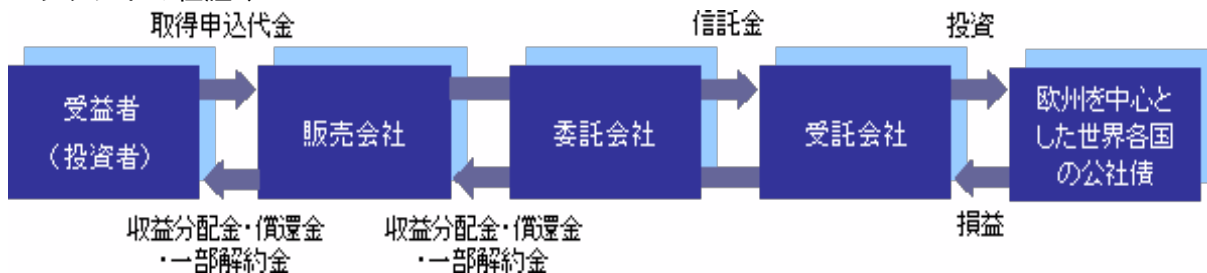 取得申込代金
信託金
投資
受益者
（投資者）
販売会社
委託会社
受託会社
欧州を中心と
した世界各国
の公社債
収益分配金・償還金
・一部解約金
収益分配金・償還金
・一部解約金
損益